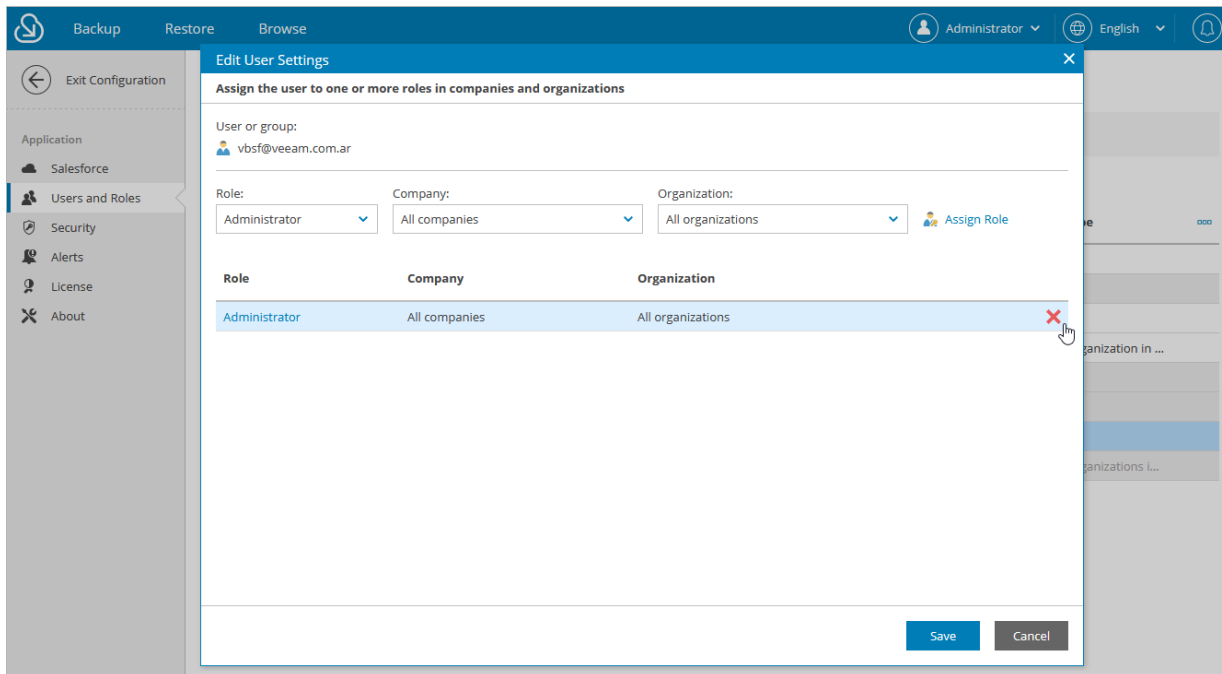 Backup Restore Browse Administrator English
Exit Configuration
Application
Salesforce
Users and Roles
Security
Alerts
License
About
Edit User Settings
Assign the user to one or more roles in companies and organizations
User or group:
vbsf@veeam.com.ar
Role: Company: Organization:
Administrator All companies All organizations Assign Role
Role Company Organization
Administrator All companies All organizations
Save Cancel
in ...